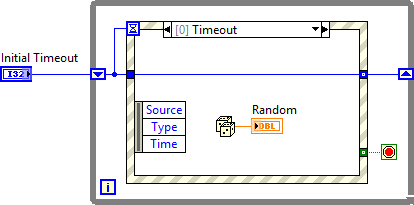 [0] Timeout
Initial Timeout
I32
Source
Type
Time
Random
DBL
i